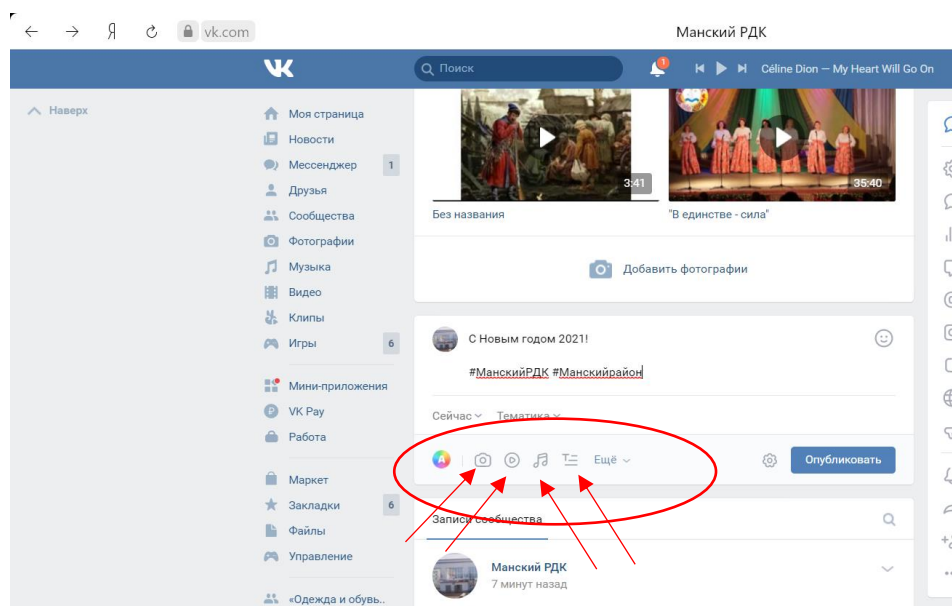 Я vk.com Манский РДК
VK Поиск 1 Céline Dion – My Heart Will Go On
Наверх
Моя страница
Новости
Мессенджер 1
Друзья
Сообщества
Фотографии
Музыка
Видео
Клипы
Игры 6
Мини-приложения
VK Pay
Работа
Маркет
Закладки 6
Файлы
Управление
«Одежда и обувь..
3:41 35:40
Без названия "В единстве - сила"
Добавить фотографии
С Новым годом 2021!
#МанскийРДК #Манскийрайон
Сейчас Тематика
A Ещё Опубликовать
Записи сообщества
Манский РДК
7 минут назад